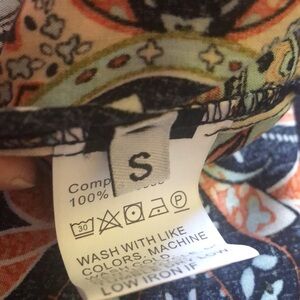 S
100%
30
P
WASH WITH LIKE
COLORS, MACHINE
LOW IRON IF